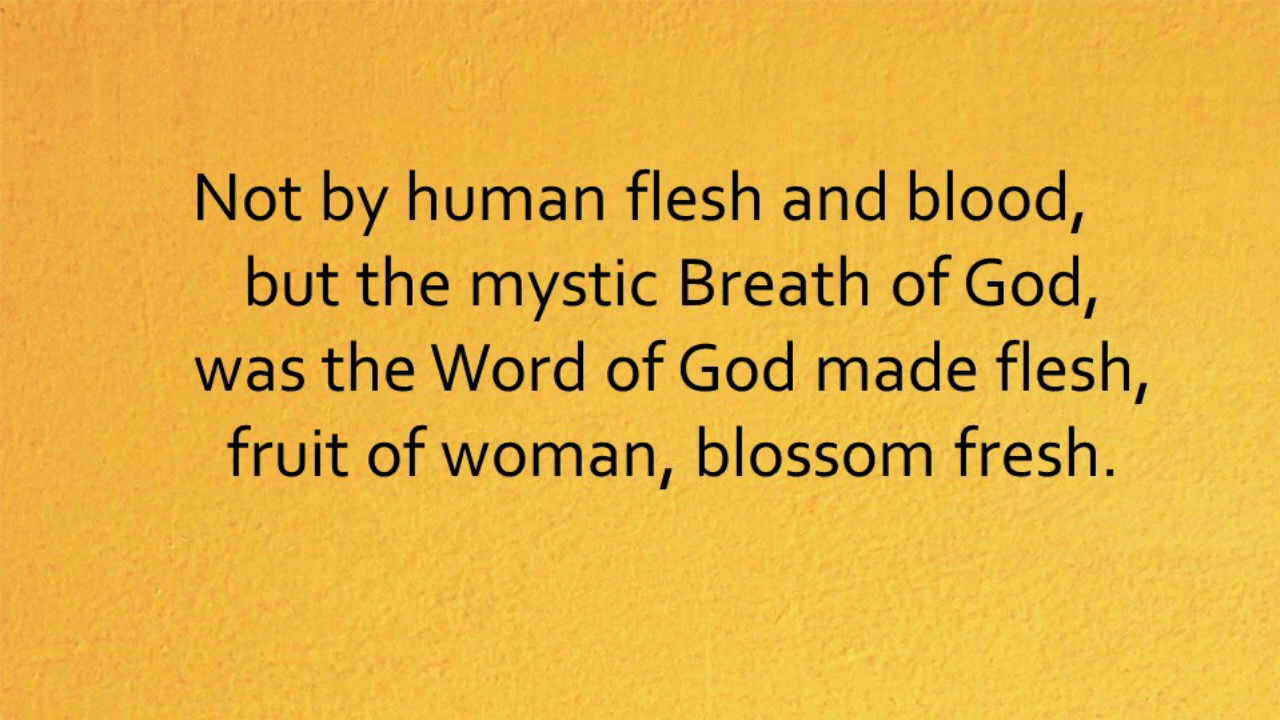 Not by human flesh and blood,
but the mystic Breath of God,
was the Word of God made flesh,
fruit of woman, blossom fresh.